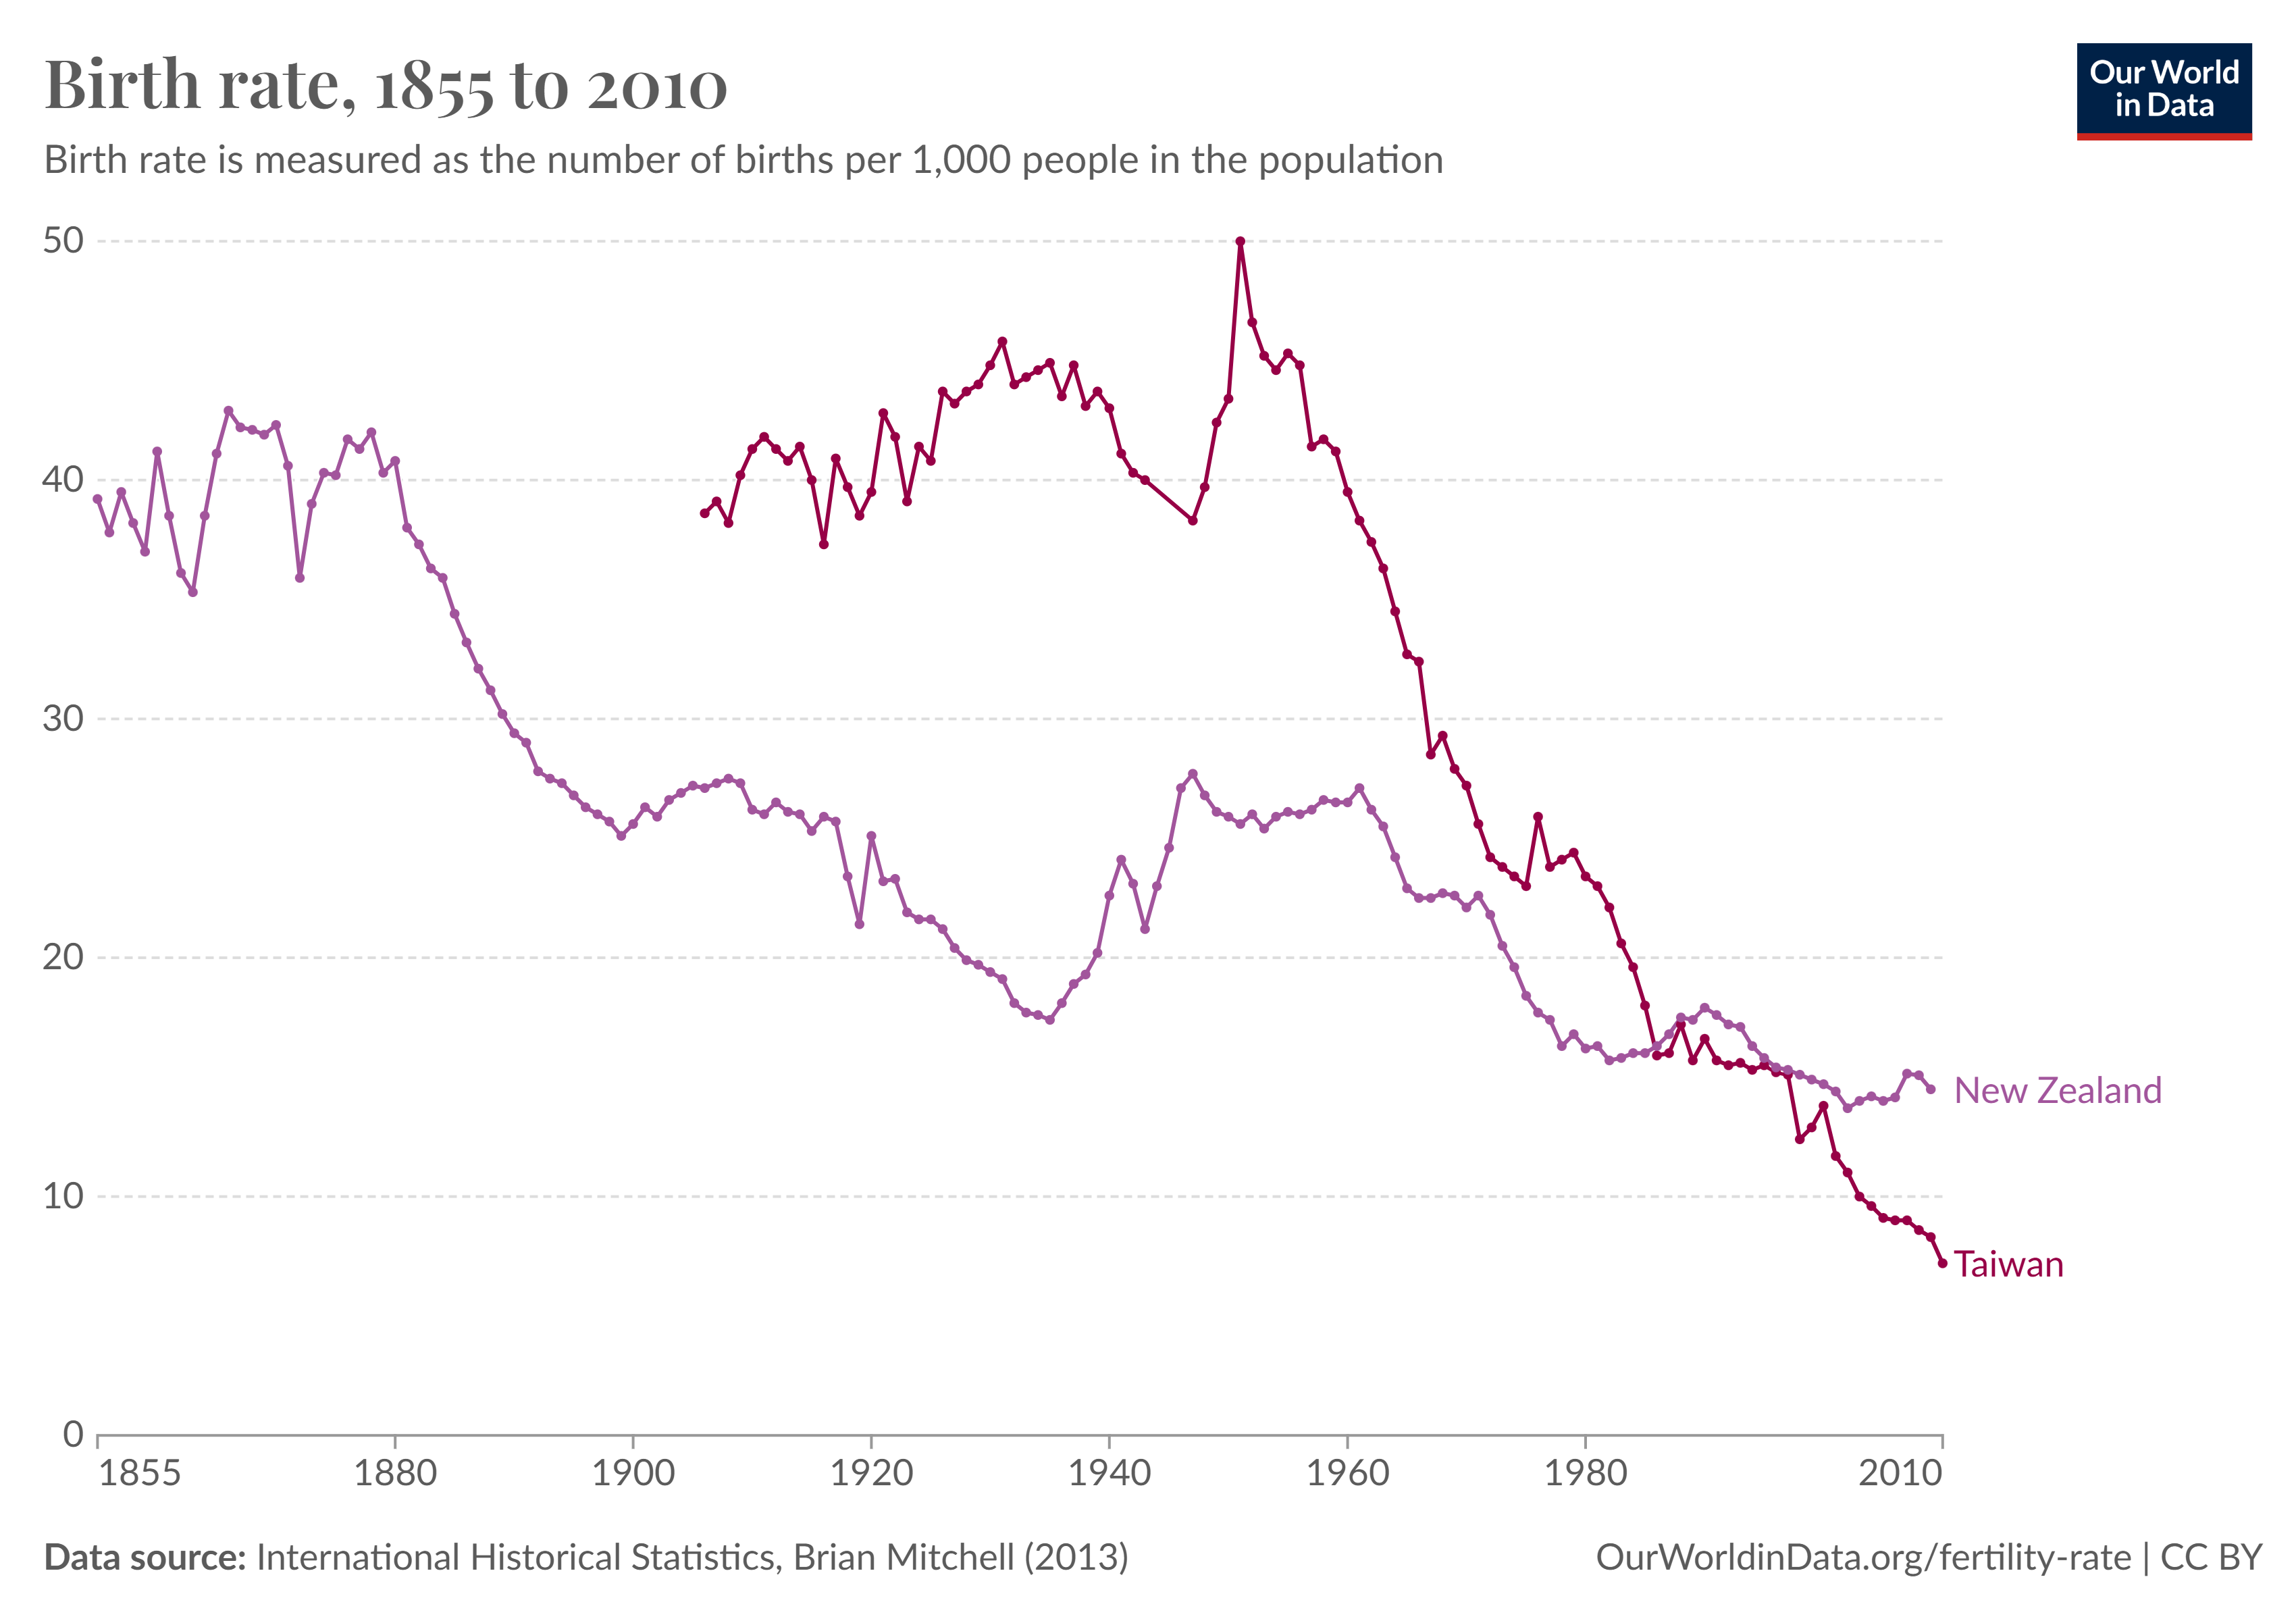 Birth rate, 1855 to 2010
Our World
in Data
Birth rate is measured as the number of births per 1,000 people in the population
50
40
30
20
10
0
New Zealand
Taiwan
1855
1880
1900
1920
1940
1960
1980
2010
Data source: International Historical Statistics, Brian Mitchell (2013)
OurWorldinData.org/fertility-rate | CC BY